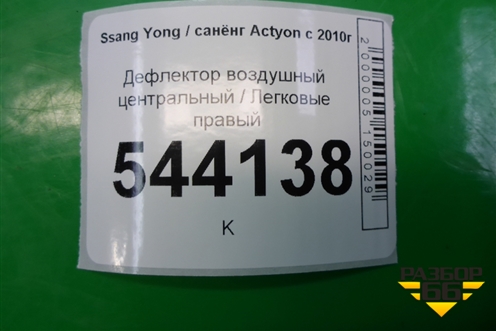 Ssang Yong / санёнг Actyon с 2010г
Дефлектор воздушный
центральный / Легковые
правый
544138
К
2000005150029
РАЗБОР
66